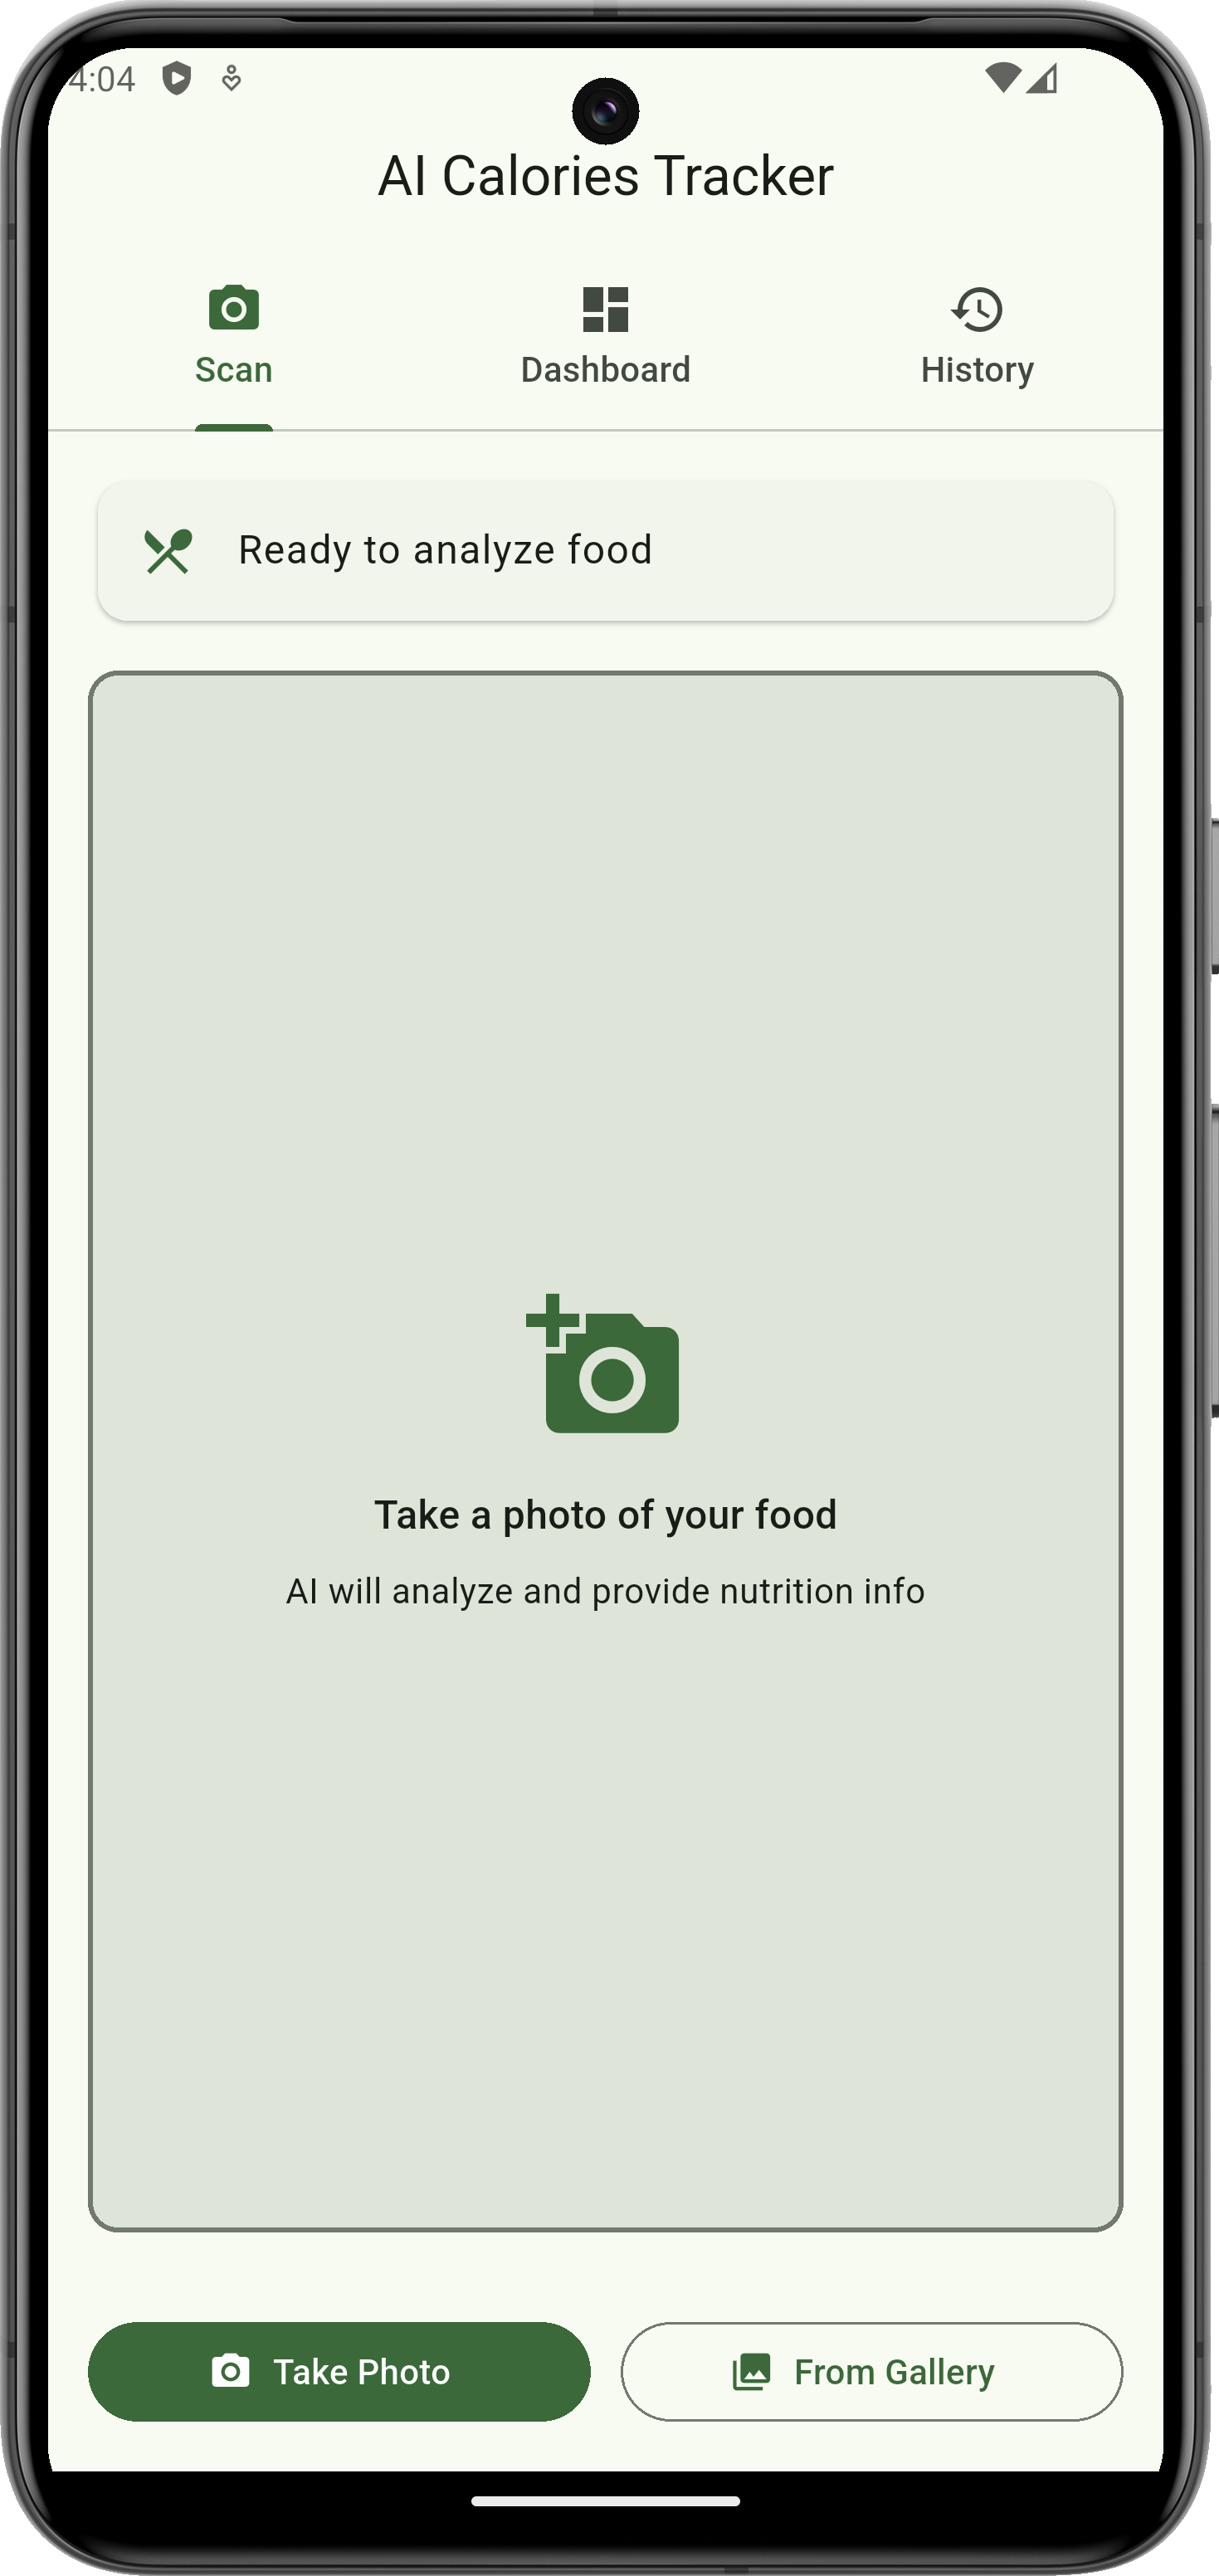 4:04
AI Calories Tracker
Scan
Dashboard
History
Ready to analyze food
Take a photo of your food
AI will analyze and provide nutrition info
Take Photo
From Gallery